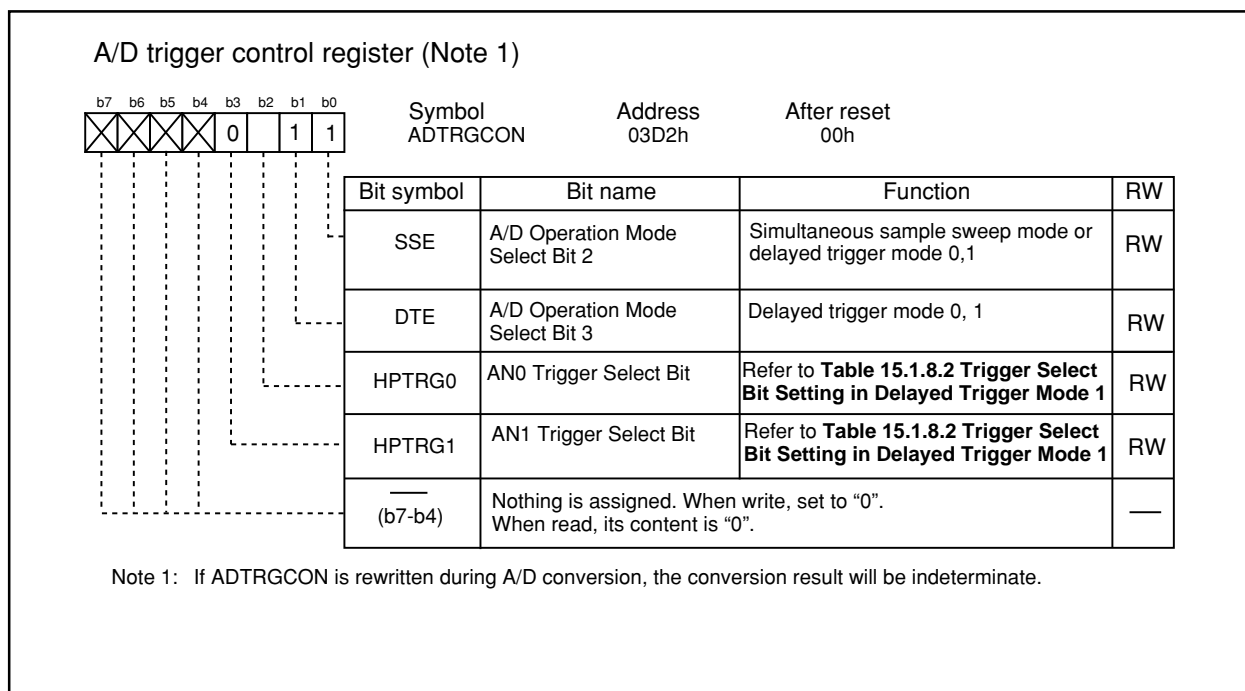 A/D trigger control register (Note 1)
b7 b6 b5 b4 b3 b2 b1 b0
0 1 1
Symbol Address After reset
ADTRGCON 03D2h 00h
Bit symbol Bit name Function RW
SSE A/D Operation Mode Select Bit 2 Simultaneous sample sweep mode or delayed trigger mode 0,1 RW
DTE A/D Operation Mode Select Bit 3 Delayed trigger mode 0, 1 RW
HPTRG0 AN0 Trigger Select Bit Refer to Table 15.1.8.2 Trigger Select Bit Setting in Delayed Trigger Mode 1 RW
HPTRG1 AN1 Trigger Select Bit Refer to Table 15.1.8.2 Trigger Select Bit Setting in Delayed Trigger Mode 1 RW
(b7-b4) Nothing is assigned. When write, set to “0”.
When read, its content is “0”. —
Note 1: If ADTRGCON is rewritten during A/D conversion, the conversion result will be indeterminate.